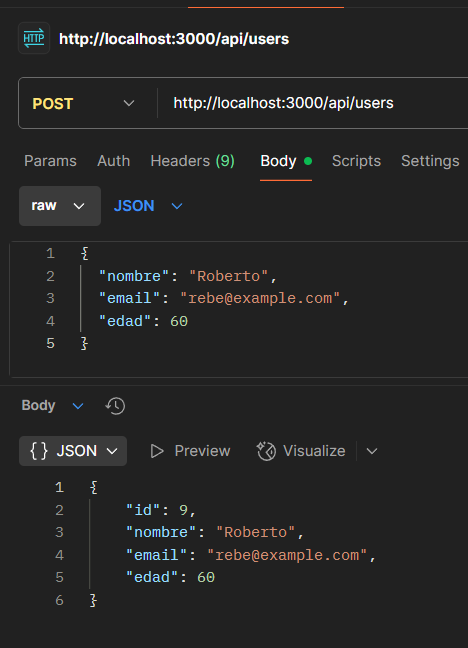 HTTP http://localhost:3000/api/users
POST http://localhost:3000/api/users
Params Auth Headers (9) Body Scripts Settings
raw JSON
1 {
2 "nombre": "Roberto",
3 "email": "rebe@example.com",
4 "edad": 60
5 }
Body
{} JSON Preview Visualize
1 {
2 "id": 9,
3 "nombre": "Roberto",
4 "email": "rebe@example.com",
5 "edad": 60
6 }